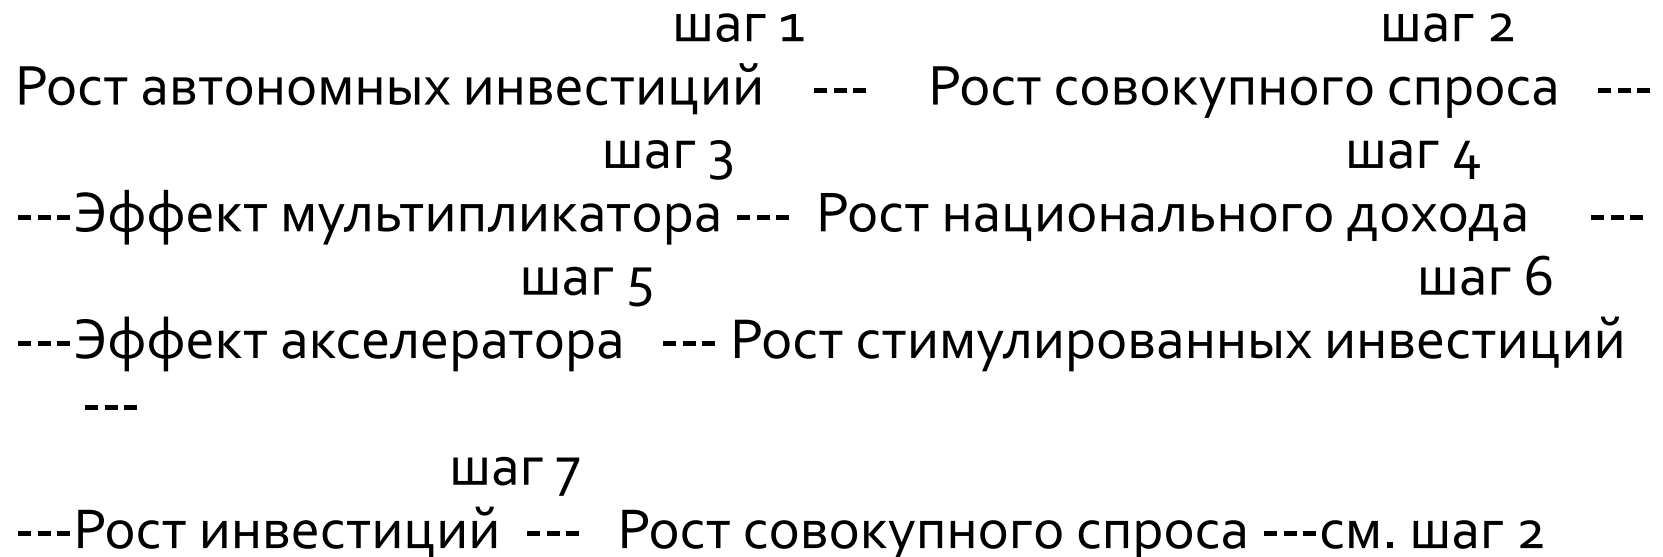 шаг 1 шаг 2
Рост автономных инвестиций --- Рост совокупного спроса ---
шаг 3 шаг 4
---Эффект мультипликатора --- Рост национального дохода ---
шаг 5 шаг 6
---Эффект акселератора --- Рост стимулированных инвестиций
---
шаг 7
---Рост инвестиций --- Рост совокупного спроса ---см. шаг 2